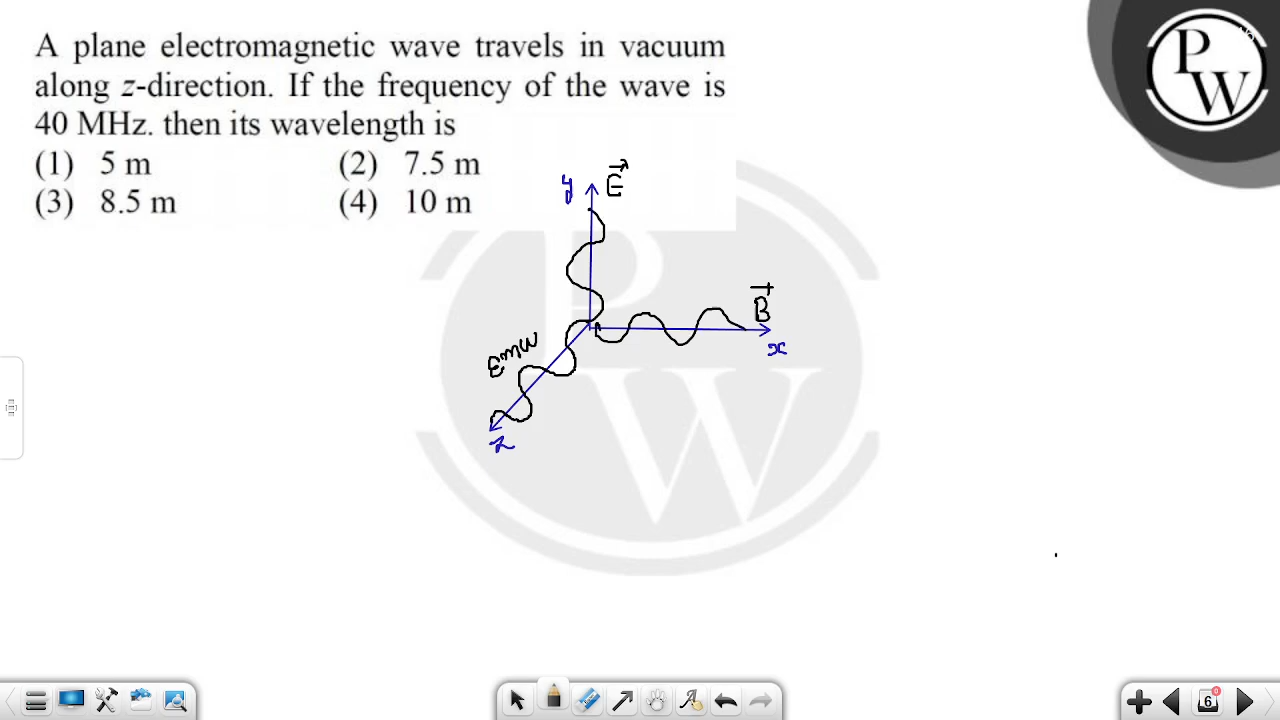 A plane electromagnetic wave travels in vacuum
along z-direction. If the frequency of the wave is
40 MHz. then its wavelength is
(1) 5 m (2) 7.5 m
(3) 8.5 m (4) 10 m
y E
B
x
EMW
z
P
W
P
W
6